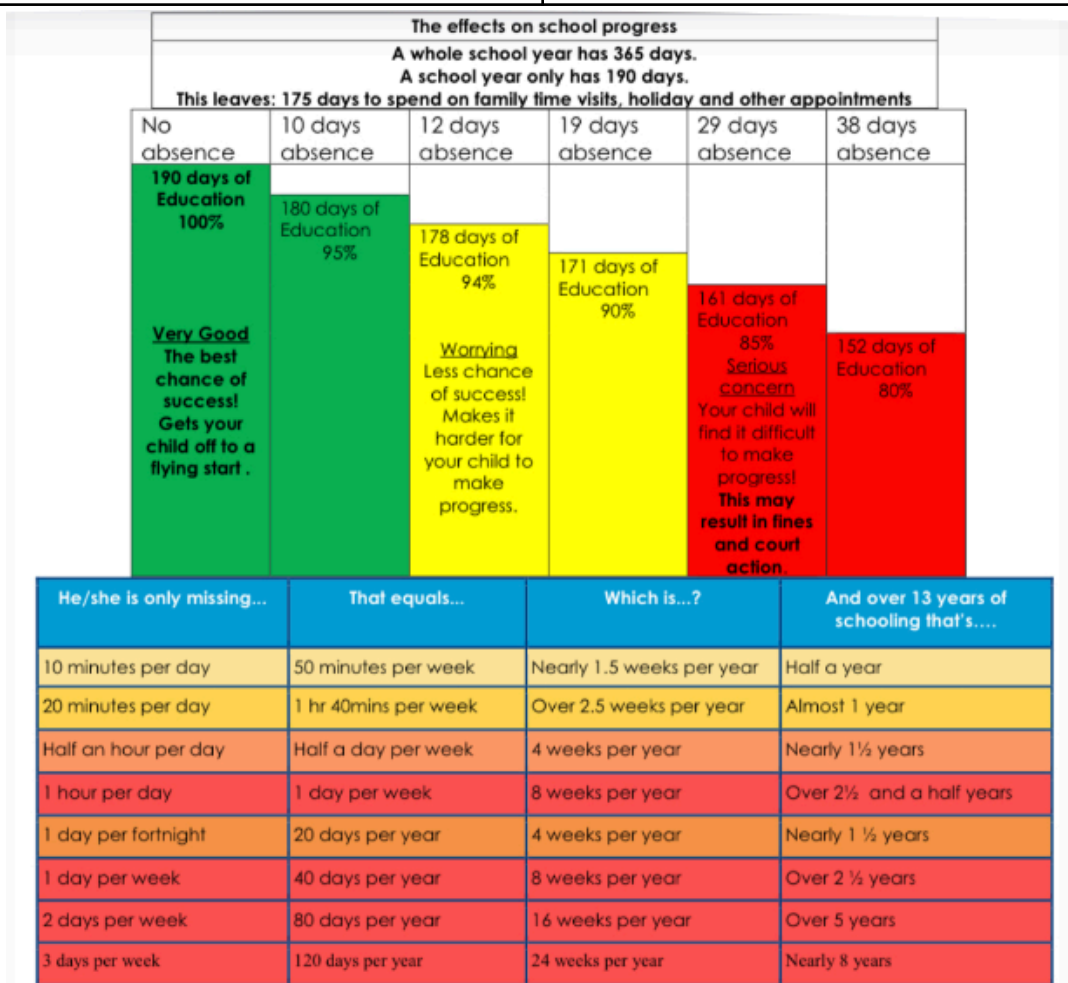 The effects on school progress
A whole school year has 365 days.
A school year only has 190 days.
This leaves: 175 days to spend on family time visits, holiday and other appointments
No
absence
10 days
absence
12 days
absence
19 days
absence
29 days
absence
38 days
absence
190 days of
Education
100%
Very Good
The best
chance of
success!
Gets your
child off to a
flying start .
180 days of
Education
95%
178 days of
Education
94%
Worrying
Less chance
of success!
Makes it
harder for
your child to
make
progress.
171 days of
Education
90%
161 days of
Education
85%
Serious
concern
Your child will
find it difficult
to make
progress!
This may
result in fines
and court
action.
152 days of
Education
80%
He/she is only missing... That equals... Which is...? And over 13 years of
schooling that's....
10 minutes per day 50 minutes per week Nearly 1.5 weeks per year Half a year
20 minutes per day 1 hr 40mins per week Over 2.5 weeks per year Almost 1 year
Half an hour per day Half a day per week 4 weeks per year Nearly 1½ years
1 hour per day 1 day per week 8 weeks per year Over 2½ and a half years
1 day per fortnight 20 days per year 4 weeks per year Nearly 1 ½ years
1 day per week 40 days per year 8 weeks per year Over 2 ½ years
2 days per week 80 days per year 16 weeks per year Over 5 years
3 days per week 120 days per year 24 weeks per year Nearly 8 years